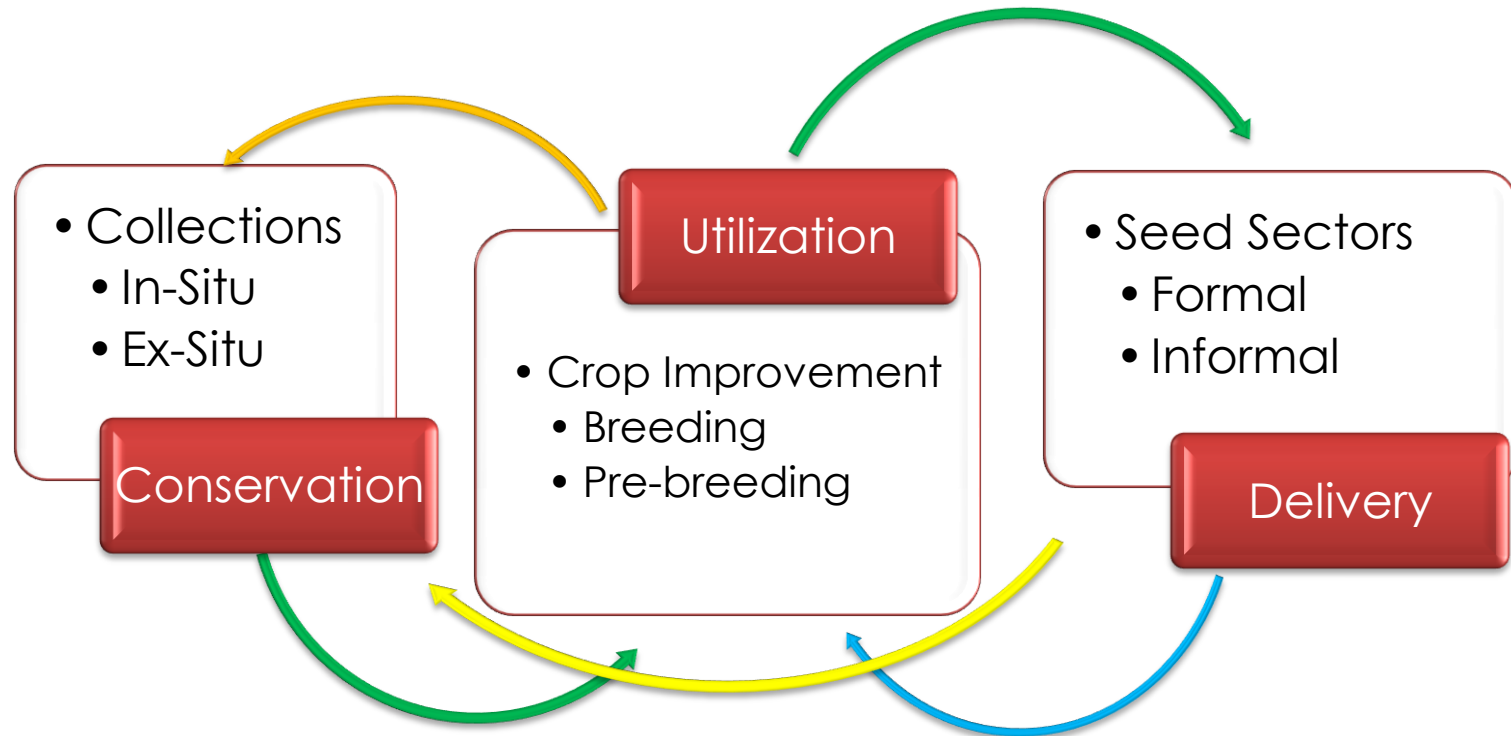 • Collections
• In-Situ
• Ex-Situ
Conservation
Utilization
• Crop Improvement
• Breeding
• Pre-breeding
• Seed Sectors
• Formal
• Informal
Delivery